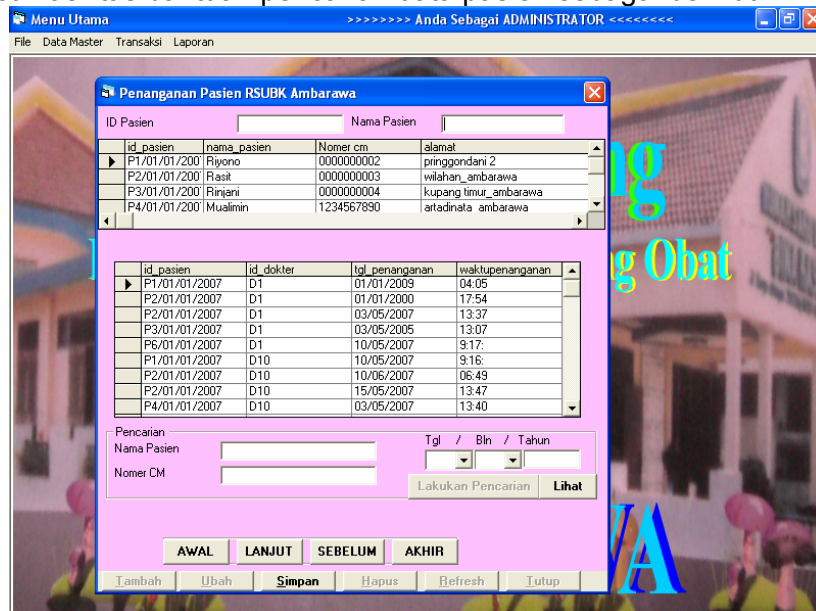 Menu Utama >>>>>>>> Anda Sebagai ADMINISTRATOR <<<<<<<<
File Data Master Transaksi Laporan
Penanganan Pasien RSUBK Ambarawa
ID Pasien Nama Pasien
id_pasien nama_pasien Nomer cm alamat
P1/01/01/200 Riyono 0000000002 pringgondani 2
P2/01/01/200 Rasit 0000000003 wilahan_ambarawa
P3/01/01/200 Rinjani 0000000004 kupang timur_ambarawa
P4/01/01/200 Mualimin 1234567890 artadinata ambarawa
ng
ng Obat
id_pasien id_dokter tgl_penanganan waktupenanganan
P1/01/01/2007 D1 01/01/2009 04:05
P2/01/01/2007 D1 01/01/2000 17:54
P2/01/01/2007 D1 03/05/2007 13:37
P3/01/01/2007 D1 03/05/2005 13:07
P6/01/01/2007 D1 10/05/2007 9:17:
P1/01/01/2007 D10 10/05/2007 9:16:
P2/01/01/2007 D10 10/06/2007 06:49
P2/01/01/2007 D10 15/05/2007 13:47
P4/01/01/2007 D10 03/05/2007 13:40
Pencarian
Nama Pasien Tgl / Bln / Tahun
Nomer CM
Lakukan Pencarian Lihat
WA
AWAL LANJUT SEBELUM AKHIR
Tambah Ubah Simpan Hapus Refresh Tutup